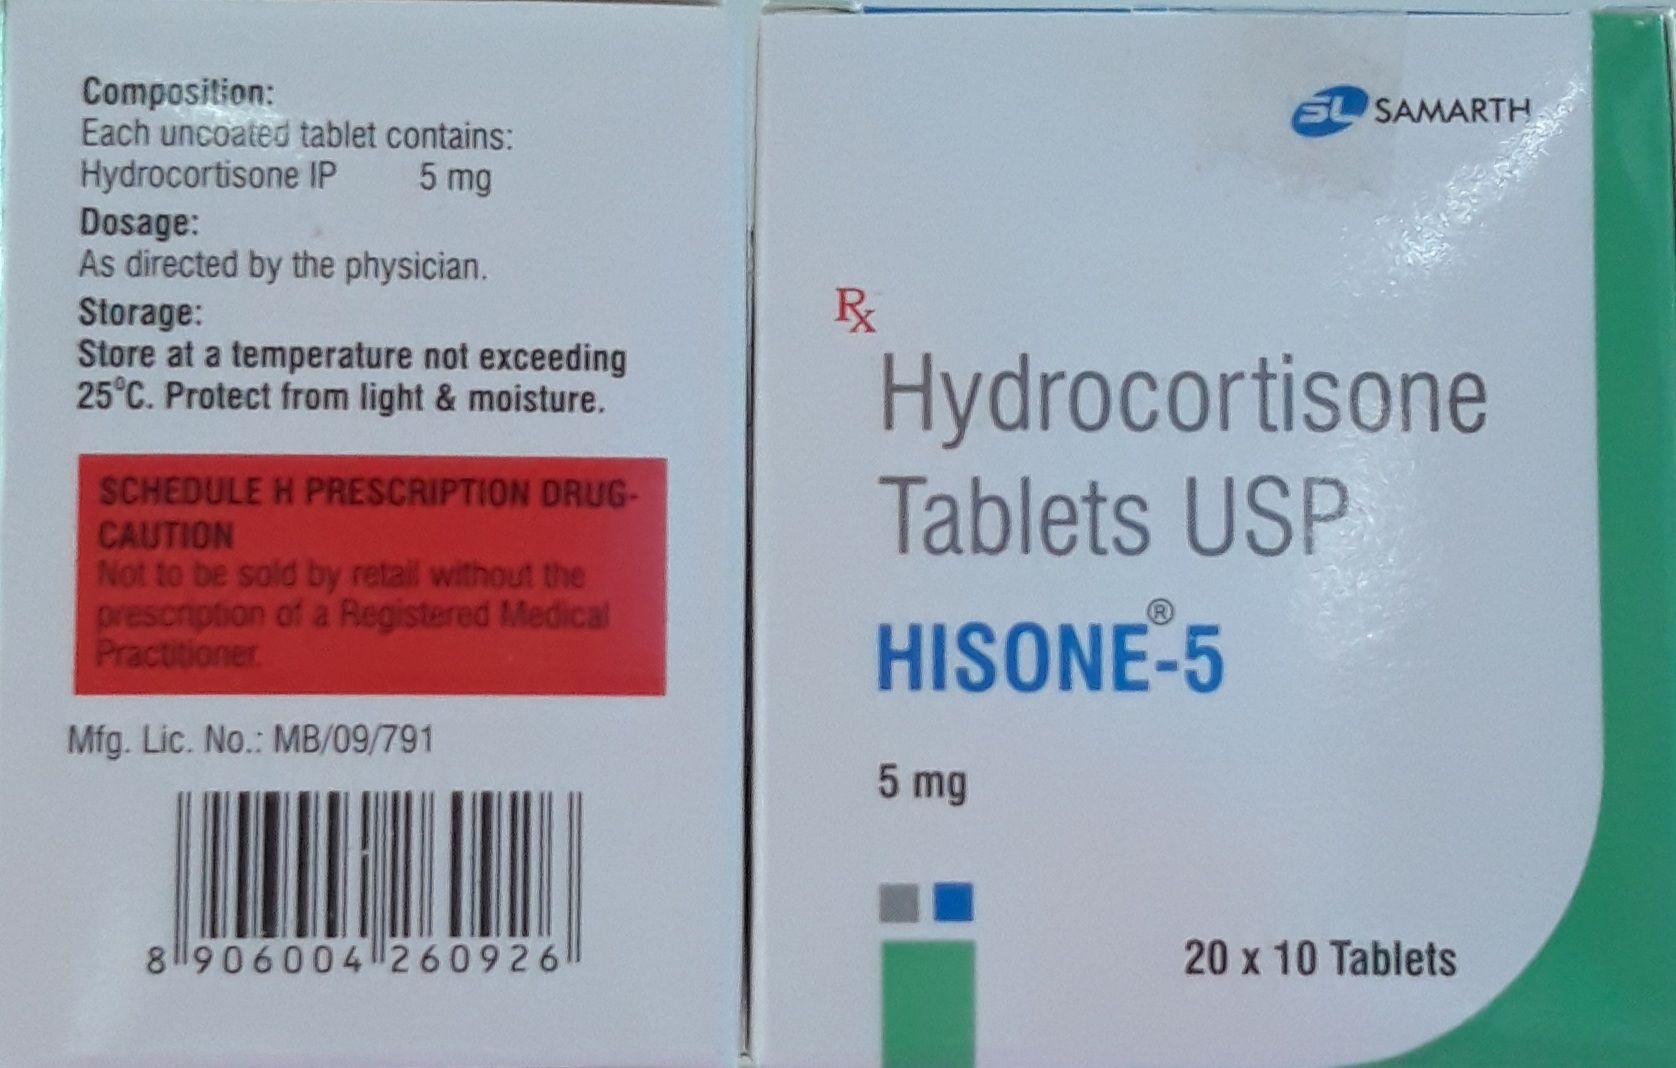 Composition:
Each uncoated tablet contains:
Hydrocortisone IP 5 mg
Dosage:
As directed by the physician.
Storage:
Store at a temperature not exceeding
25°C. Protect from light & moisture.
SCHEDULE H PRESCRIPTION DRUG-
CAUTION
Not to be sold by retail without the
prescription of a Registered Medical
Practitioner.
Mfg. Lic. No.: MB/09/791
8 906004 260926
SL SAMARTH
Rx
Hydrocortisone
Tablets USP
HISONE®-5
5 mg
20 x 10 Tablets